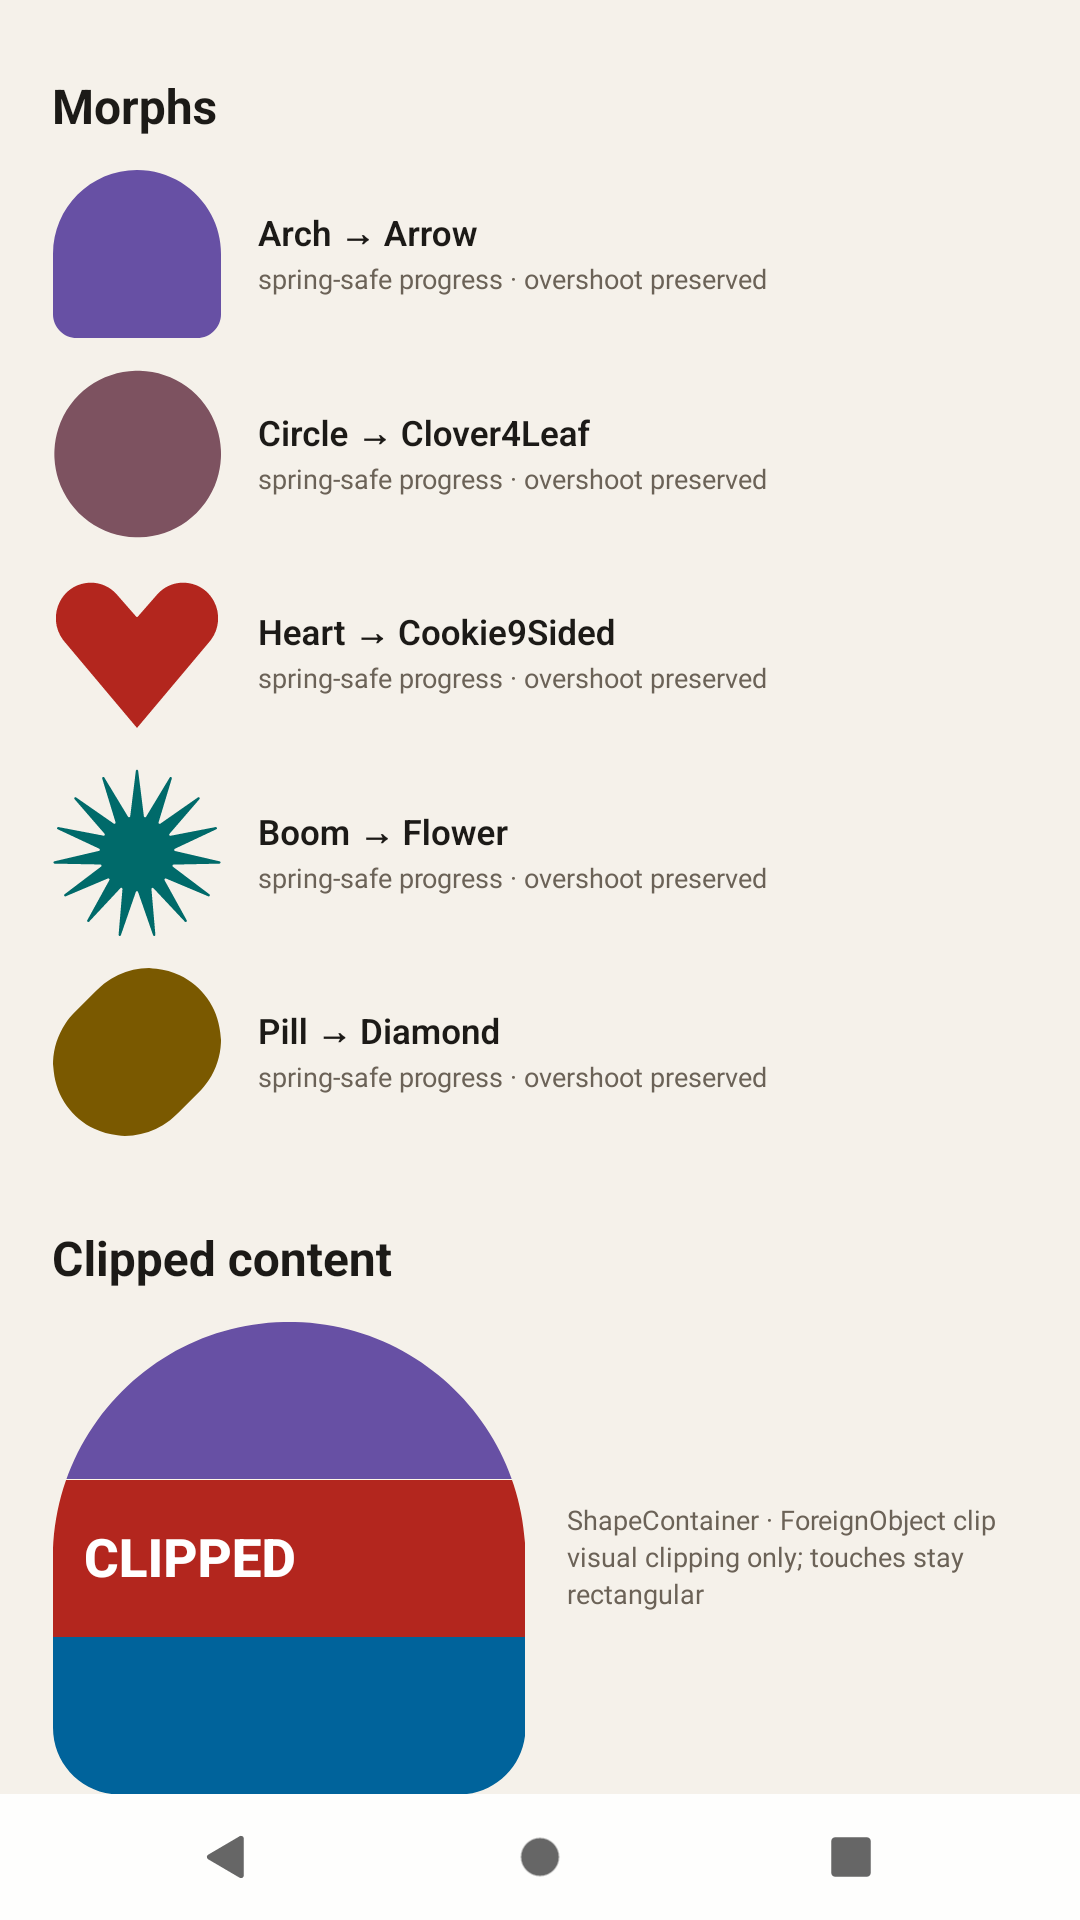 Morphs
Arch → Arrow
spring-safe progress · overshoot preserved
Circle → Clover4Leaf
spring-safe progress · overshoot preserved
Heart → Cookie9Sided
spring-safe progress · overshoot preserved
Boom → Flower
spring-safe progress · overshoot preserved
Pill → Diamond
spring-safe progress · overshoot preserved
Clipped content
CLIPPED
ShapeContainer · ForeignObject clip
visual clipping only; touches stay
rectangular